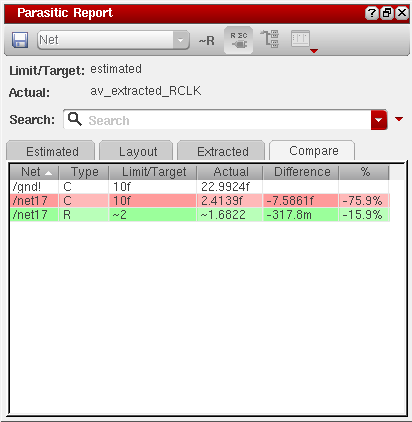 Parasitic Report
Net ~R R EC
Limit/Target: estimated
Actual: av_extracted_RCLK
Search: Search
Estimated Layout Extracted Compare
Net Type Limit/Target Actual Difference %
/gnd! C 10f 22.9924f
/net17 C 10f 2.4139f -7.5861f -75.9%
/net17 R ~2 ~1.6822 -317.8m -15.9%